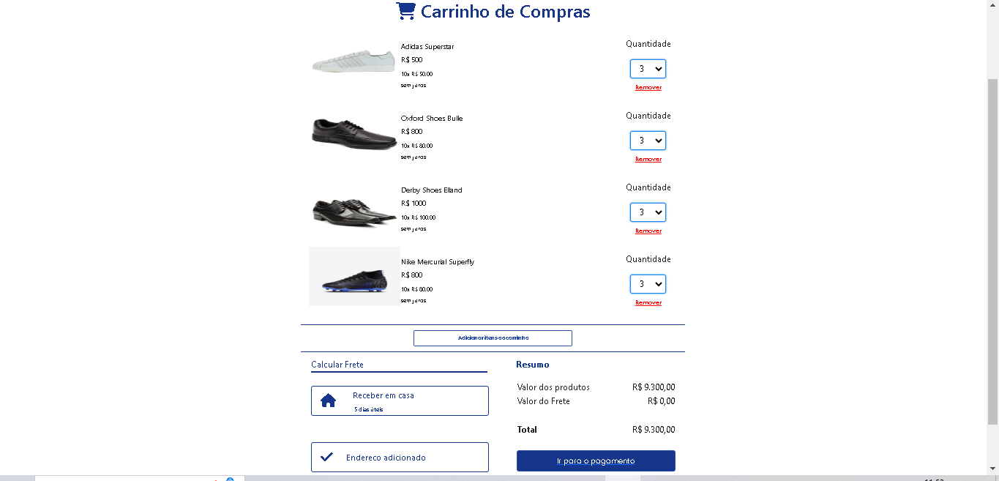 Carrinho de Compras
Adidas Superstar
R$ 500
10x R$ 50.00
sem juros
Quantidade
3
Remover
Oxford Shoes Bulle
R$ 800
10x R$ 80.00
sem juros
Quantidade
3
Remover
Derby Shoes Elland
R$ 1000
10x R$ 100.00
sem juros
Quantidade
3
Remover
Nike Mercurial Superfly
R$ 800
10x R$ 80.00
sem juros
Quantidade
3
Remover
Adicionar itens ao carrinho
Calcular Frete
Receber em casa
5 dias úteis
Endereco adicionado
Resumo
Valor dos produtos R$ 9.300,00
Valor do Frete R$ 0,00
Total R$ 9.300,00
Ir para o pagamento